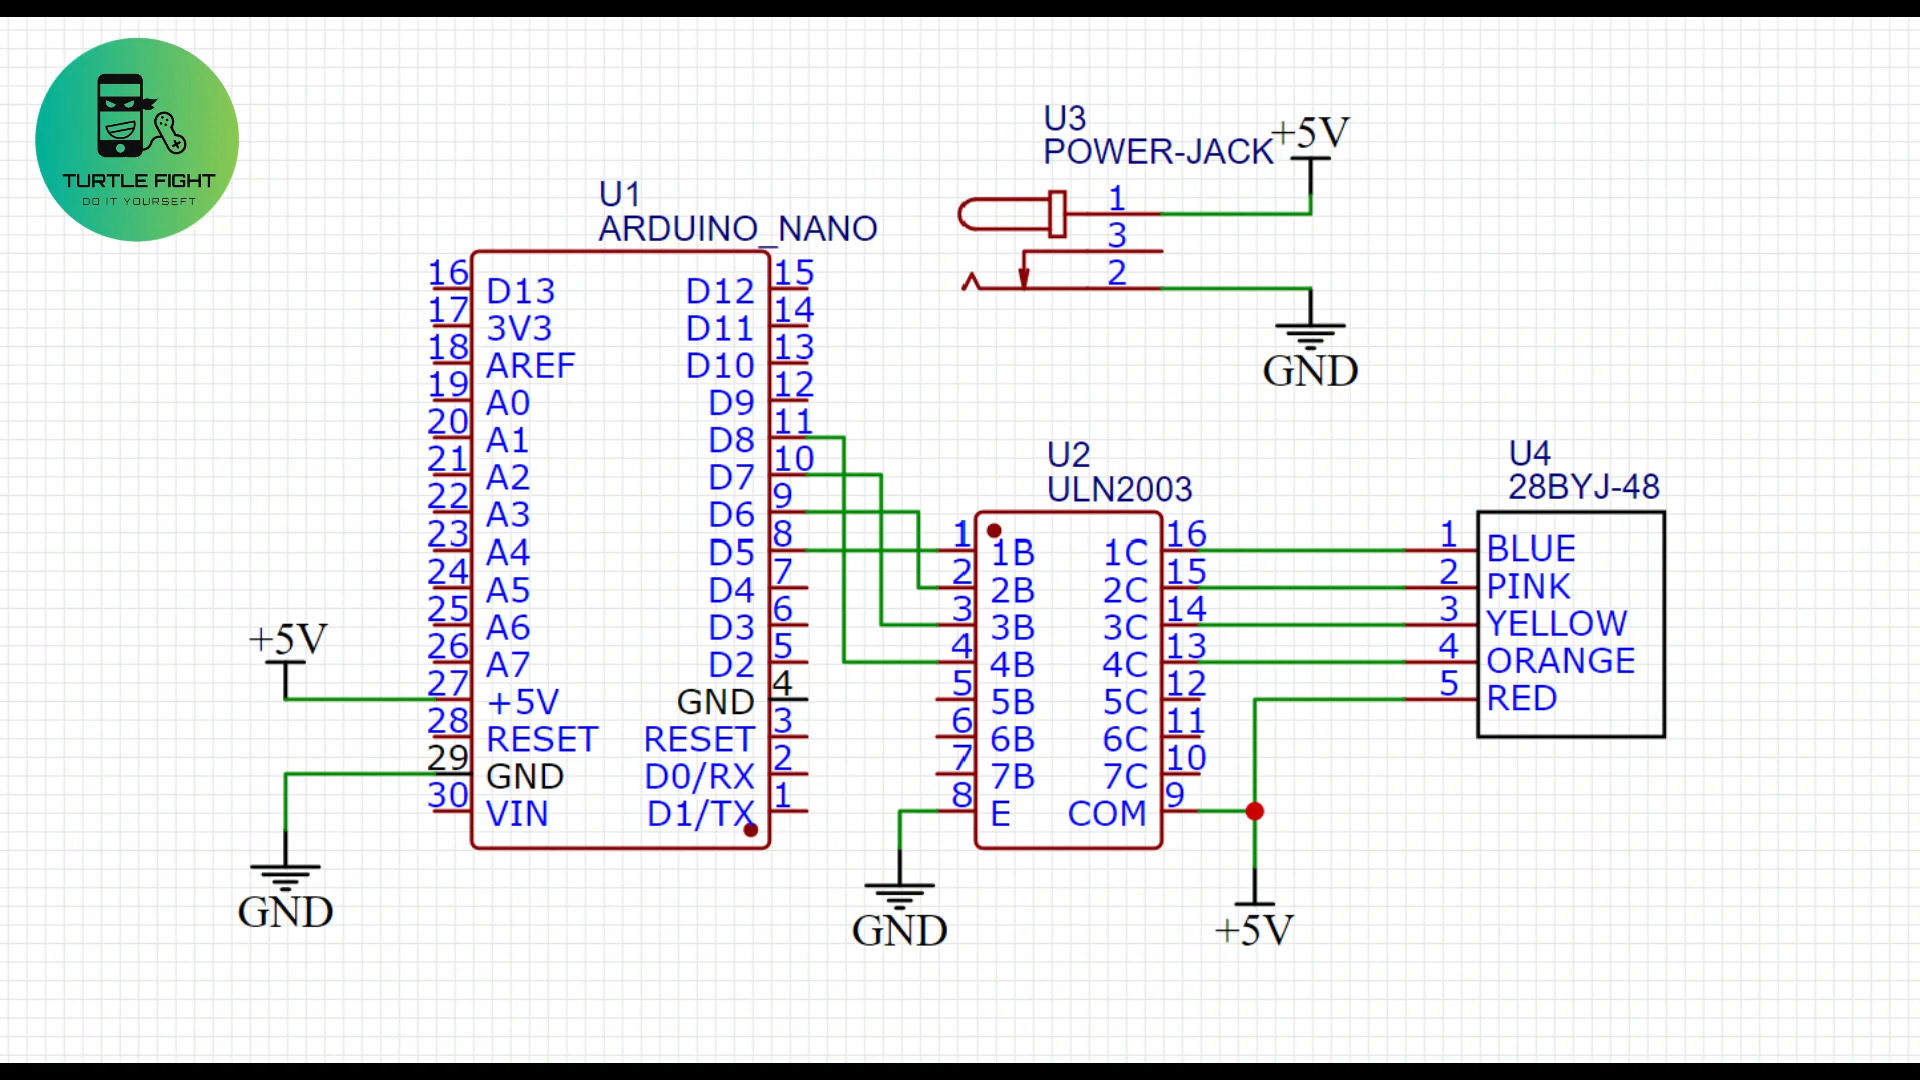 TURTLE FIGHT
DO IT YOURSEFT
U1
ARDUINO_NANO
16 D13 D12 15
17 3V3 D11 14
18 AREF D10 13
19 A0 D9 12
20 A1 D8 11
21 A2 D7 10
22 A3 D6 9
23 A4 D5 8
24 A5 D4 7
25 A6 D3 6
26 A7 D2 5
27 +5V GND 4
28 RESET RESET 3
29 GND D0/RX 2
30 VIN D1/TX 1
+5V
GND
U3
POWER-JACK
1
3
2
+5V
GND
U2
ULN2003
1 1B 1C 16
2 2B 2C 15
3 3B 3C 14
4 4B 4C 13
5 5B 5C 12
6 6B 6C 11
7 7B 7C 10
8 E COM 9
GND
+5V
U4
28BYJ-48
1 BLUE
2 PINK
3 YELLOW
4 ORANGE
5 RED